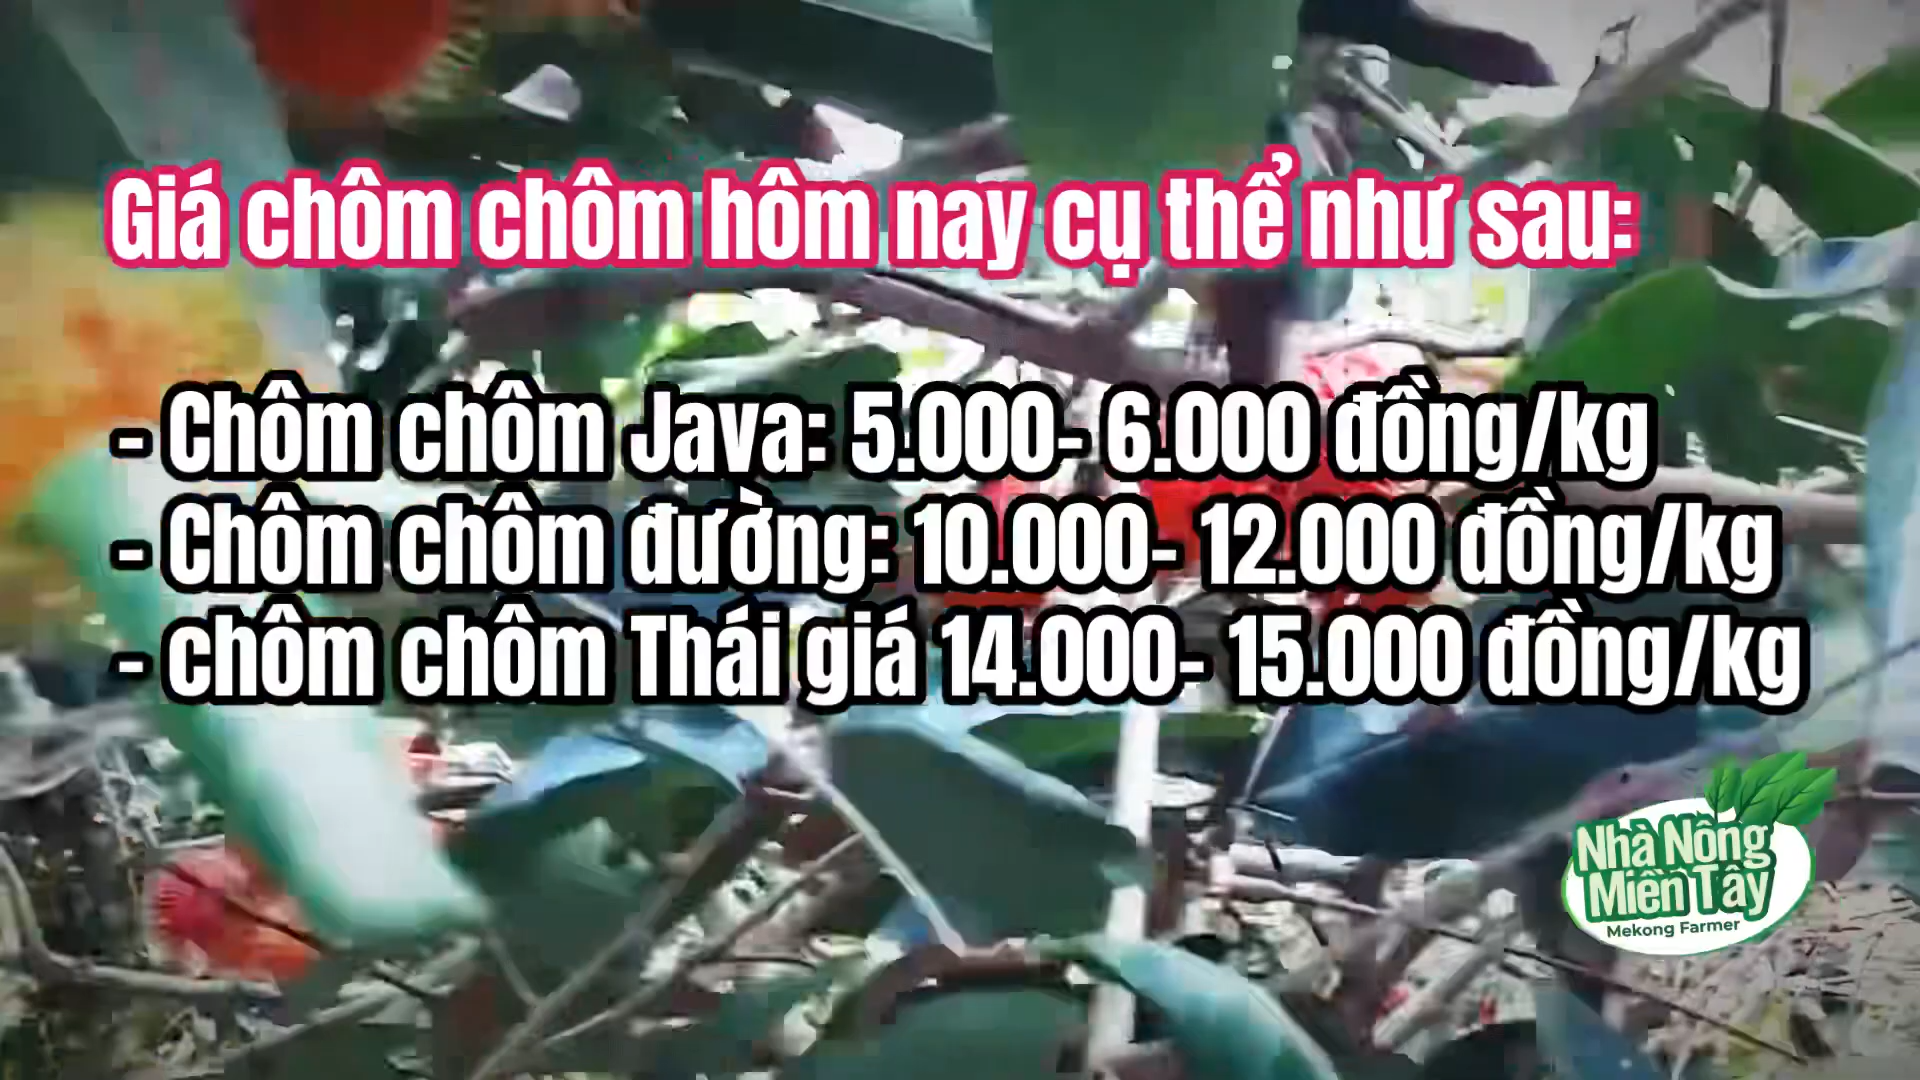 Giá chôm chôm hôm nay cụ thể như sau:
- Chôm chôm Java: 5.000- 6.000 đồng/kg
- Chôm chôm đường: 10.000- 12.000 đồng/kg
- chôm chôm Thái giá 14.000- 15.000 đồng/kg
Nhà Nông
Miền Tây
Mekong Farmer